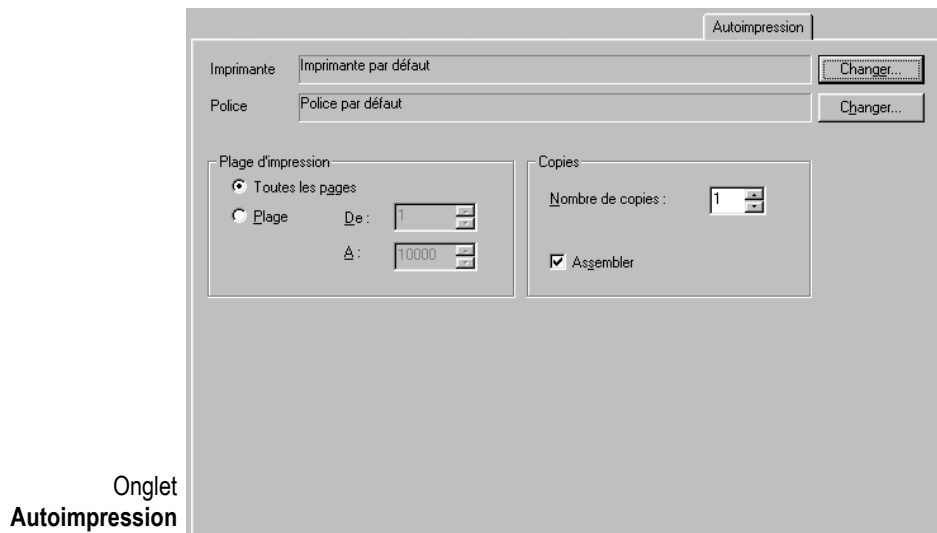 Autoimpression
Imprimante Imprimante par défaut Changer...
Police Police par défaut Changer...
Plage d'impression
Toutes les pages
Plage De : 1
A : 10000
Copies
Nombre de copies : 1
Assembler
Onglet
Autoimpression